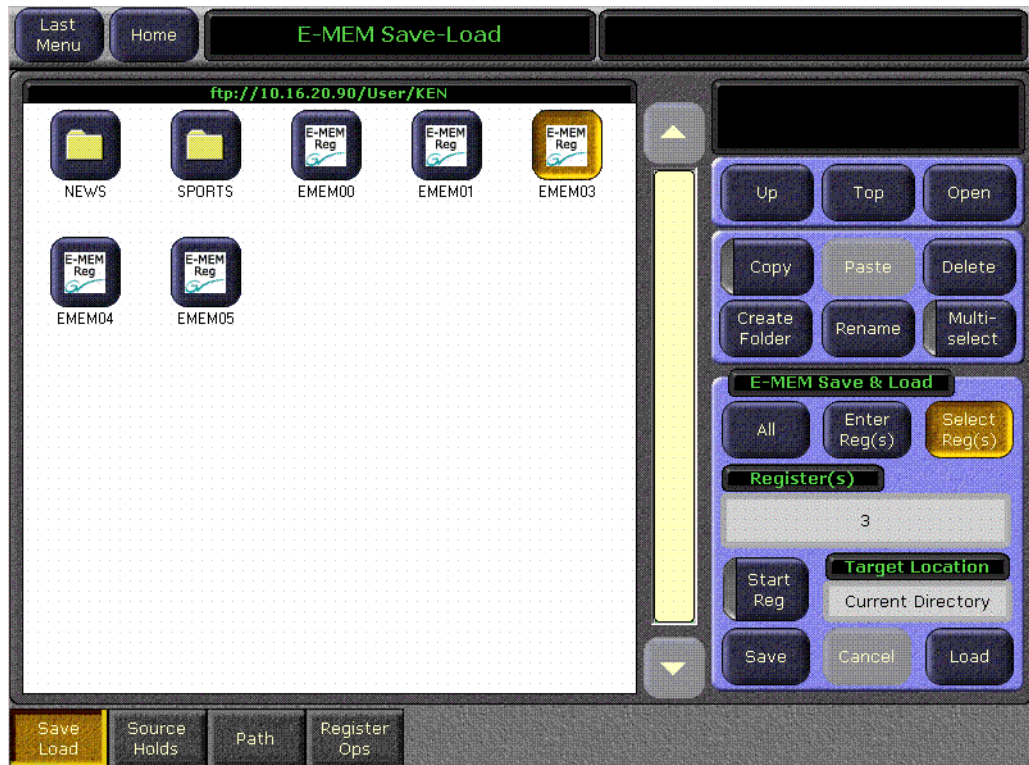 Last
Menu
Home
E-MEM Save-Load
ftp://10.16.20.90/User/KEN
E-MEM
Reg
E-MEM
Reg
E-MEM
Reg
NEWS
SPORTS
EMEM00
EMEM01
EMEM03
E-MEM
Reg
E-MEM
Reg
EMEM04
EMEM05
Up
Top
Open
Copy
Paste
Delete
Create
Folder
Rename
Multi-
select
E-MEM Save & Load
All
Enter
Reg(s)
Select
Reg(s)
Register(s)
3
Start
Reg
Target Location
Current Directory
Save
Cancel
Load
Save
Load
Source
Holds
Path
Register
Ops